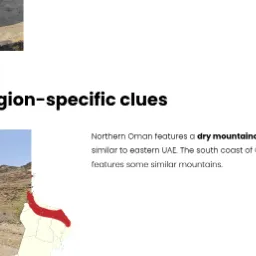 gion-specific clues
Northern Oman features a dry mountaino
similar to eastern UAE. The south coast of
features some similar mountains.